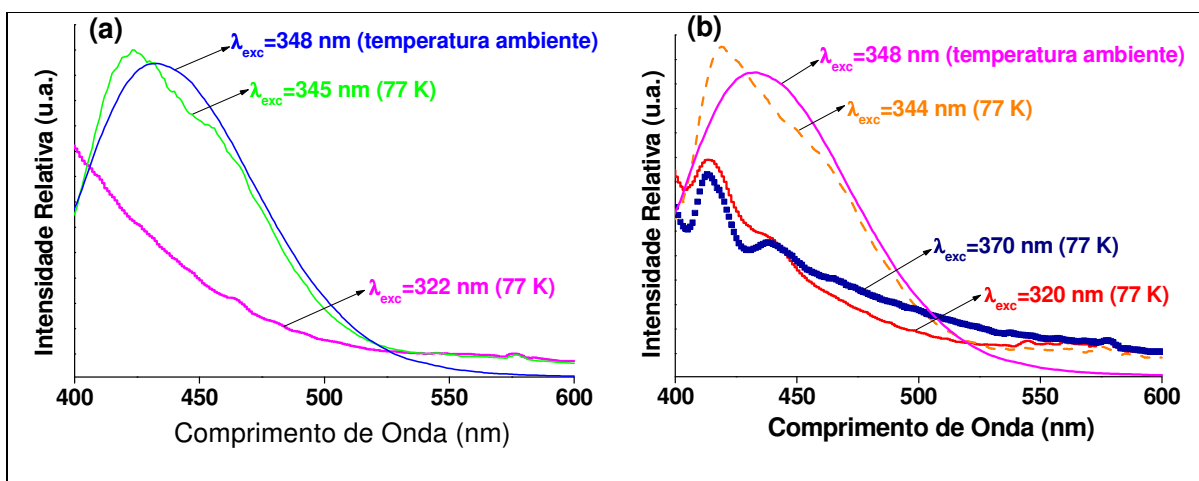 (a)
λexc=348 nm (temperatura ambiente)
λexc=345 nm (77 K)
λexc=322 nm (77 K)
Intensidade Relativa (u.a.)
400 450 500 550 600
Comprimento de Onda (nm)
(b)
λexc=348 nm (temperatura ambiente)
λexc=344 nm (77 K)
λexc=370 nm (77 K)
λexc=320 nm (77 K)
Intensidade Relativa (u.a.)
400 450 500 550 600
Comprimento de Onda (nm)